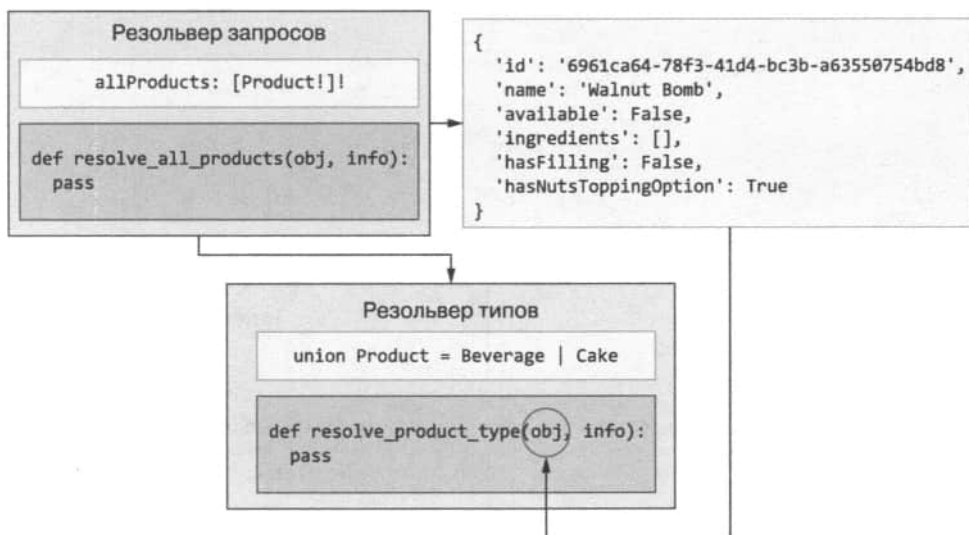 Резольвер запросов
allProducts: [Product!]!
def resolve_all_products(obj, info):
pass
{
'id': '6961ca64-78f3-41d4-bc3b-a63550754bd8',
'name': 'Walnut Bomb',
'available': False,
'ingredients': [],
'hasFilling': False,
'hasNutsToppingOption': True
}
Резольвер типов
union Product = Beverage | Cake
def resolve_product_type(obj, info):
pass